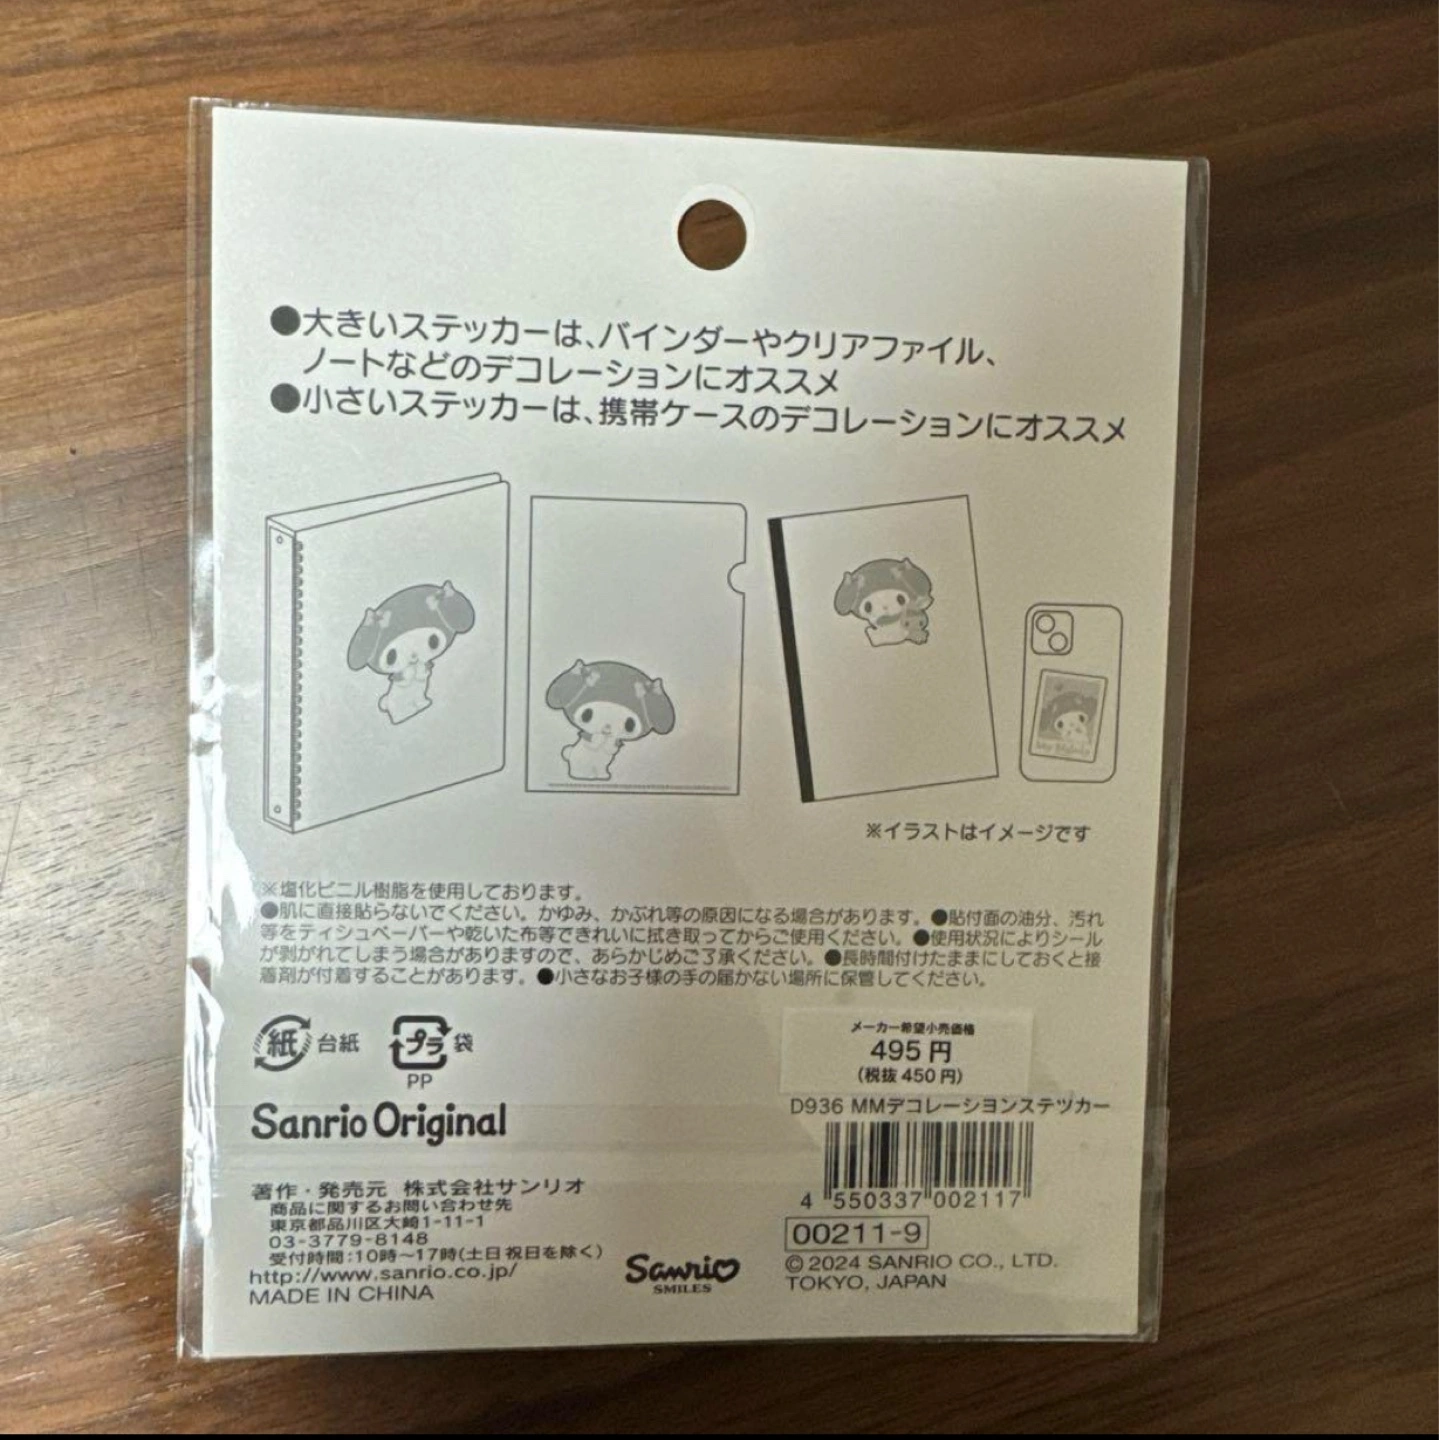 ●大きいステッカーは、バインダーやクリアファイル、
ノートなどのデコレーションにオススメ
●小さいステッカーは、携帯ケースのデコレーションにオススメ
My Melody
※イラストはイメージです
※塩化ビニル樹脂を使用しております。
●肌に直接貼らないでください。かゆみ、かぶれ等の原因になる場合があります。●貼付面の油分、汚れ
等をティシュペーパーや乾いた布等できれいに拭き取ってからご使用ください。●使用状況によりシール
が剥がれてしまう場合がありますので、あらかじめご了承ください。●長時間付けたままにしておくと接
着剤が付着することがあります。●小さなお子様の手の届かない場所に保管してください。
紙 台紙 プラ 袋
PP
メーカー希望小売価格
495円
(税抜450円)
D936 MMデコレーシヨンステツカー
4 550337 002117
00211-9
© 2024 SANRIO CO., LTD.
TOKYO, JAPAN
Sanrio Original
著作・発売元 株式会社サンリオ
商品に関するお問い合わせ先
東京都品川区大崎1-11-1
03-3779-8148
受付時間:10時〜17時(土日祝日を除く)
http://www.sanrio.co.jp/
MADE IN CHINA
Sanrio
SMILES